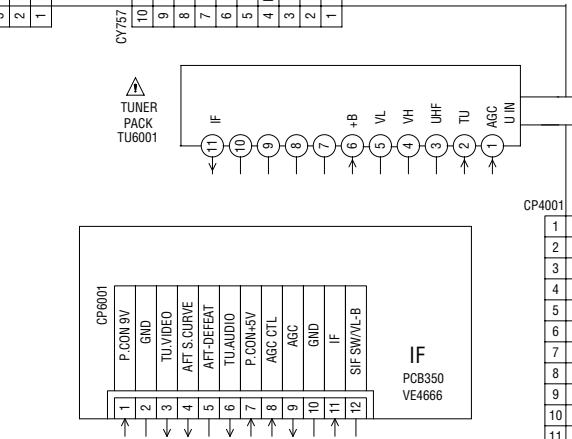 2
1
CY757
10
9
8
7
6
5
4
3
2
1
TUNER
PACK
TU6001
IF
+B
VL
VH
UHF
TU
AGC
U IN
11
10
9
8
7
6
5
4
3
2
1
CP4001
1
2
3
4
5
6
7
8
9
10
11
CP6001
P.CON 9V
GND
TU.VIDEO
AFT S.CURVE
AFT-DEFEAT
TU.AUDIO
P.CON+5V
AGC CTL
AGC
GND
IF
SIF SW/VL-B
1
2
3
4
5
6
7
8
9
10
11
12
IF
PCB350
VE4666